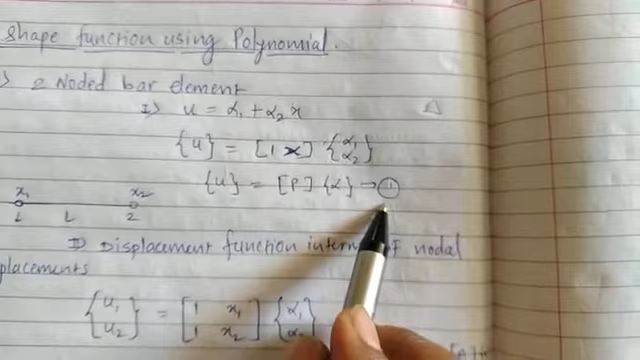 Shape function using Polynomial.
2 Noded bar element
I) u = α₁ + α₂ x
{u} = [1 x] {α₁ α₂}
{u} = [P] {α} → ①
x₁ x₂
1 L 2
II) Displacement function interms of nodal
placements
{u₁ u₂} = [1 x₁ 1 x₂] {α₁ α₂}